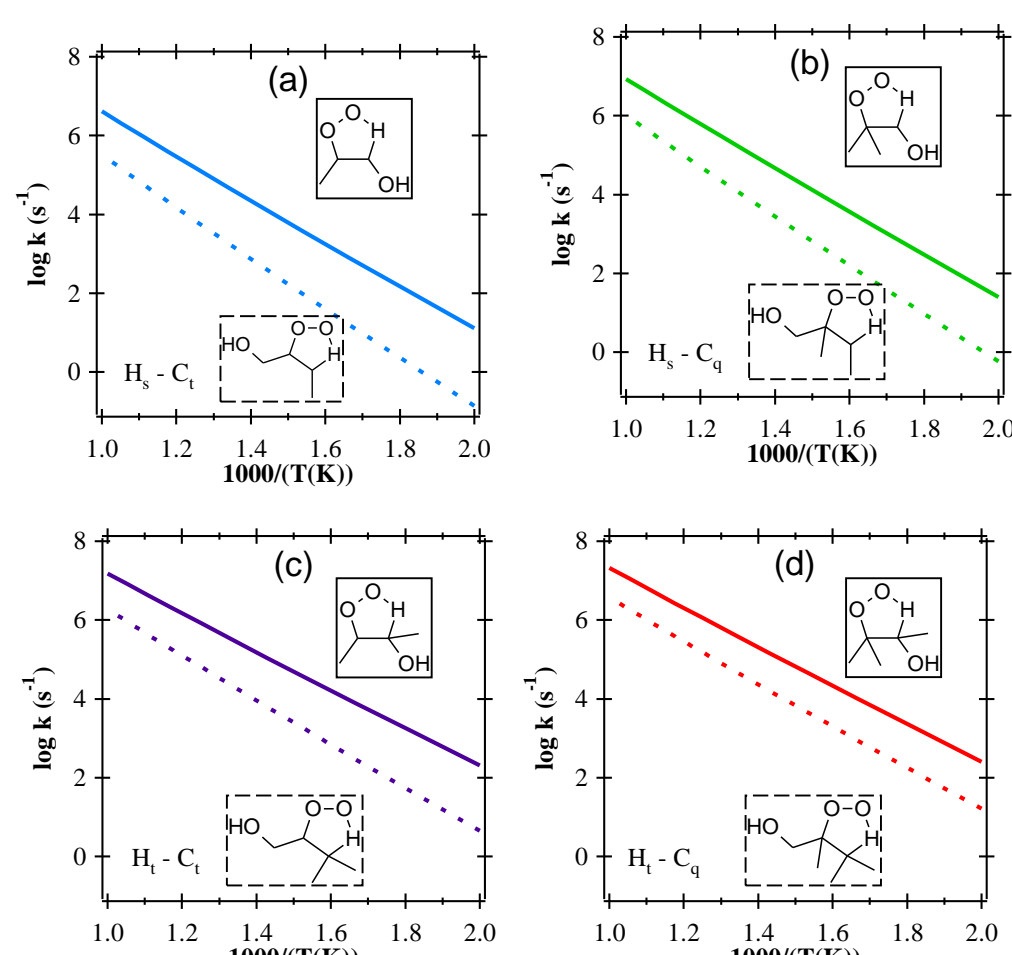 (a)
8
6
4
2
0
log k (s⁻¹)
O
O
H
OH
O–O
H
HO
Hₛ - Cₜ
1.0 1.2 1.4 1.6 1.8 2.0
1000/(T(K))
(b)
8
6
4
2
0
log k (s⁻¹)
O
O
H
OH
O–O
H
HO
Hₛ - C_q
1.0 1.2 1.4 1.6 1.8 2.0
1000/(T(K))
(c)
8
6
4
2
0
log k (s⁻¹)
O
O
H
OH
O–O
HO
H
Hₜ - Cₜ
1.0 1.2 1.4 1.6 1.8 2.0
1000/(T(K))
(d)
8
6
4
2
0
log k (s⁻¹)
O
O
H
OH
O–O
HO
H
Hₜ - C_q
1.0 1.2 1.4 1.6 1.8 2.0
1000/(T(K))